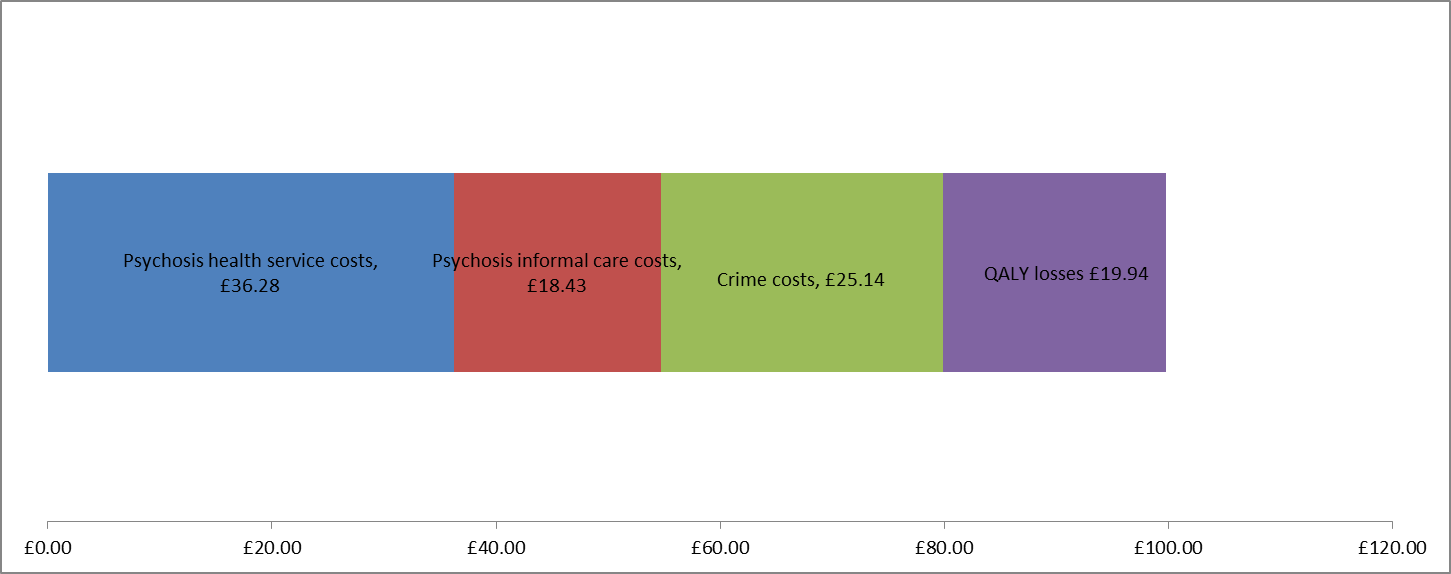 Psychosis health service costs,
£36.28
Psychosis informal care costs,
£18.43
Crime costs, £25.14
QALY losses £19.94
£0.00
£20.00
£40.00
£60.00
£80.00
£100.00
£120.00